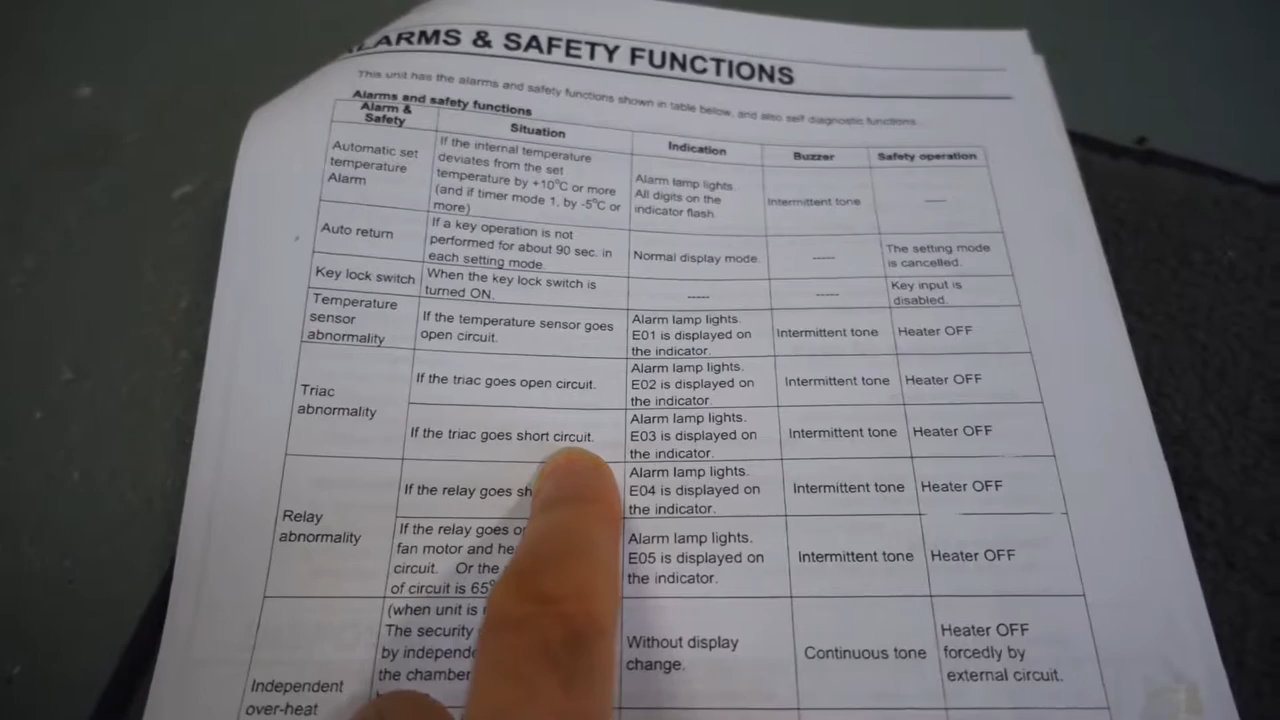 ALARMS & SAFETY FUNCTIONS
This unit has the alarms and safety functions shown in table below, and also self diagnostic functions.
Alarms and safety functions
Alarm &
Safety
Situation
Indication
Buzzer
Safety operation
Automatic set
temperature
Alarm
If the internal temperature
deviates from the set
temperature by +10°C or more
(and if timer mode 1, by -5°C or
more)
Alarm lamp lights.
All digits on the
indicator flash.
Intermittent tone
-----
Auto return
If a key operation is not
performed for about 90 sec. in
each setting mode.
Normal display mode.
-----
The setting mode
is cancelled.
Key lock switch
When the key lock switch is
turned ON.
-----
-----
Key input is
disabled.
Temperature
sensor
abnormality
If the temperature sensor goes
open circuit.
Alarm lamp lights.
E01 is displayed on
the indicator.
Intermittent tone
Heater OFF
Triac
abnormality
If the triac goes open circuit.
Alarm lamp lights.
E02 is displayed on
the indicator.
Intermittent tone
Heater OFF
If the triac goes short circuit.
Alarm lamp lights.
E03 is displayed on
the indicator.
Intermittent tone
Heater OFF
Relay
abnormality
If the relay goes
Alarm lamp lights.
E04 is displayed on
the indicator.
Intermittent tone
Heater OFF
If the relay goes
fan motor and
circuit. Or the
of circuit is 65°
Alarm lamp lights.
E05 is displayed on
the indicator.
Intermittent tone
Heater OFF
Independent
over-heat
(when unit is
The security
by
the chamber
Without display
change.
Continuous tone
Heater OFF
forcedly by
external circuit.